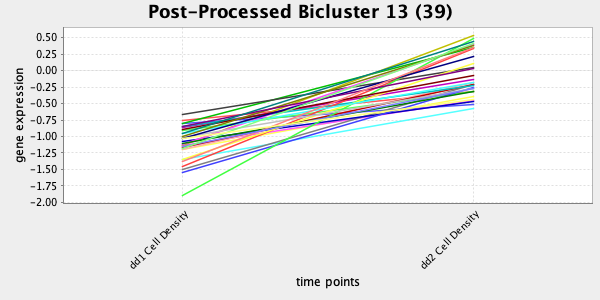 Post-Processed Bicluster 13 (39)
gene expression
0.50
0.25
0.00
-0.25
-0.50
-0.75
-1.00
-1.25
-1.50
-1.75
-2.00
dd1 Cell Density
dd2 Cell Density
time points